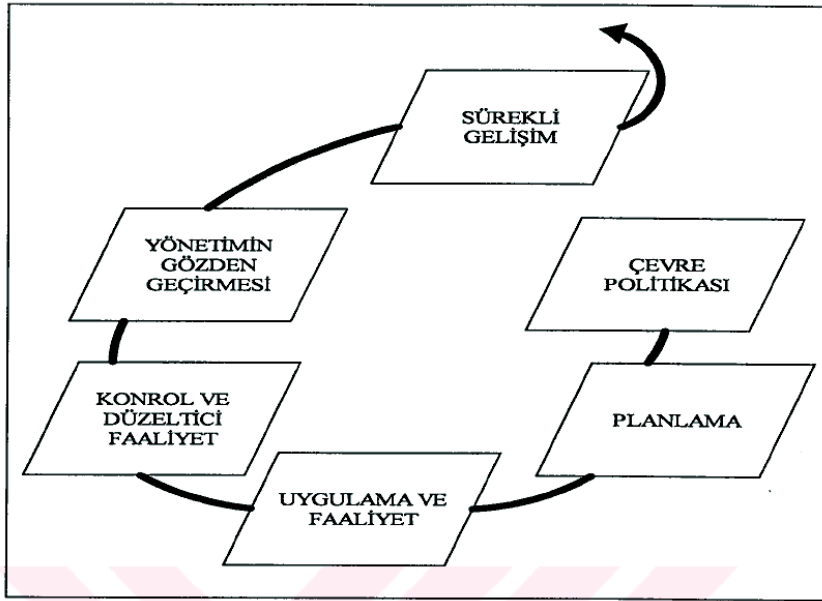 SÜREKLİ
GELİŞİM
YÖNETİMİN
GÖZDEN
GEÇİRMESİ
ÇEVRE
POLİTİKASI
KONROL VE
DÜZELTİCİ
FAALİYET
PLANLAMA
UYGULAMA VE
FAALİYET